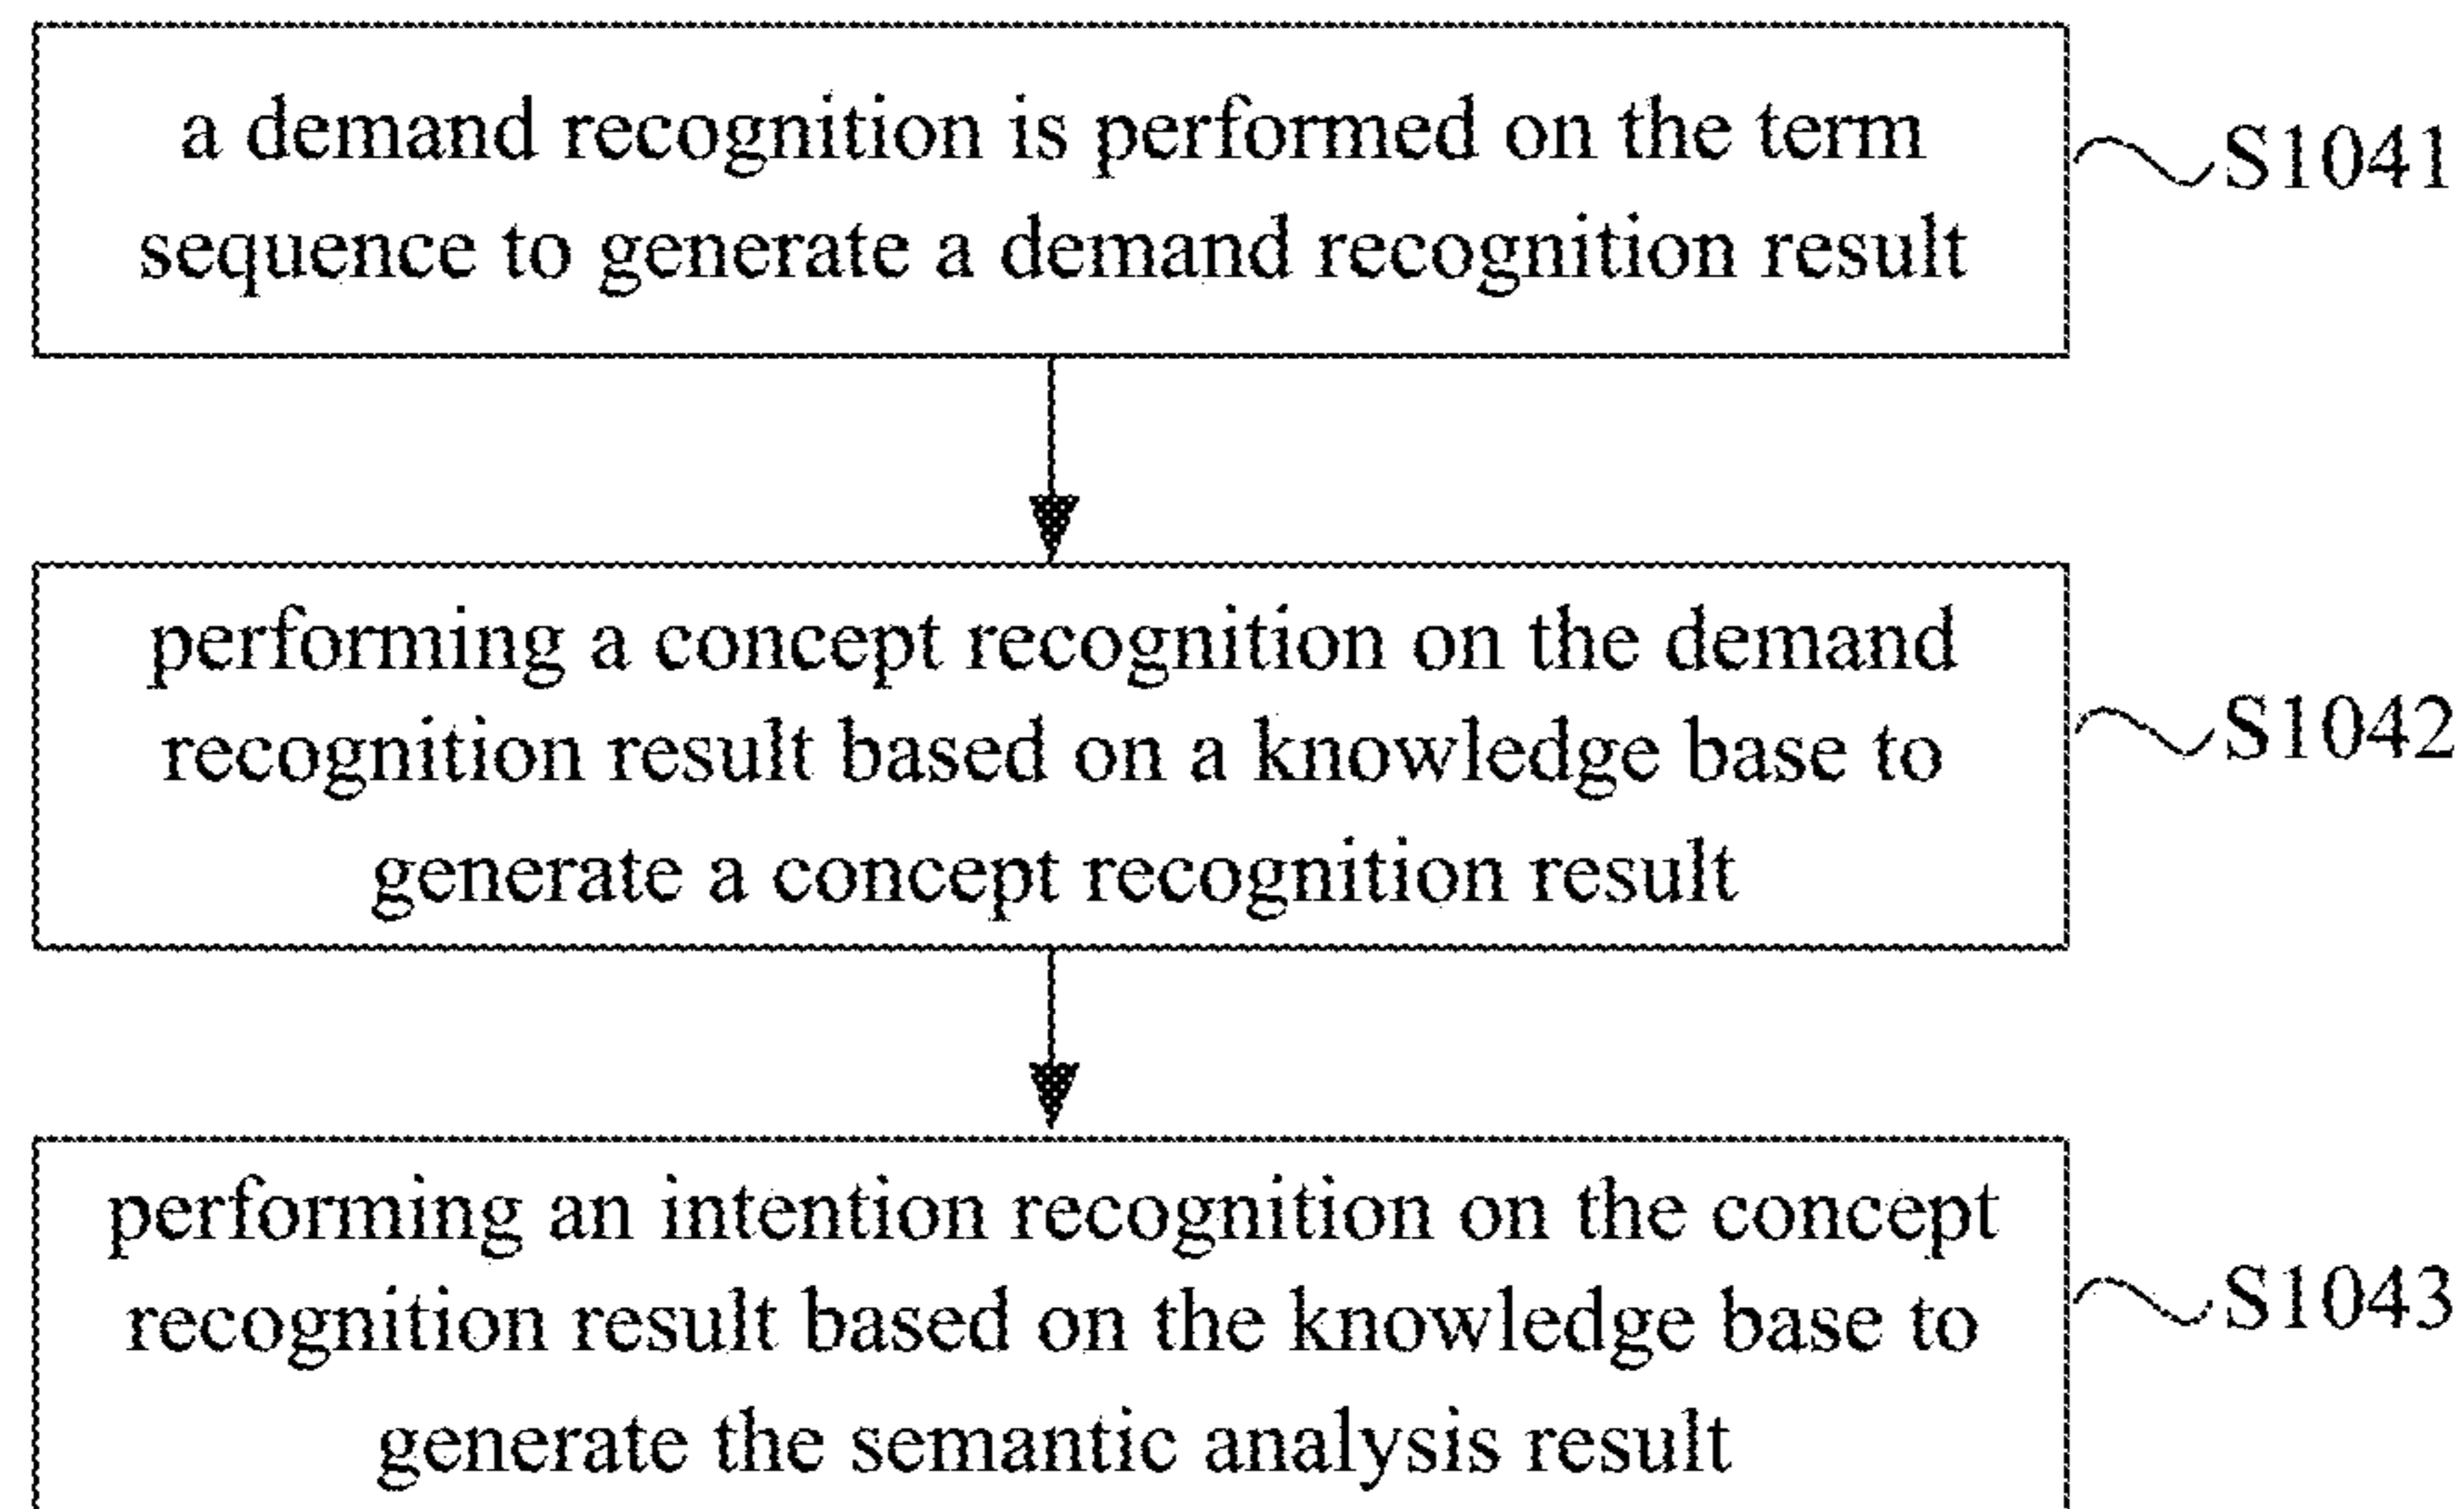 a demand recognition is performed on the term
sequence to generate a demand recognition result
S1041
performing a concept recognition on the demand
recognition result based on a knowledge base to
generate a concept recognition result
S1042
performing an intention recognition on the concept
recognition result based on the knowledge base to
generate the semantic analysis result
S1043